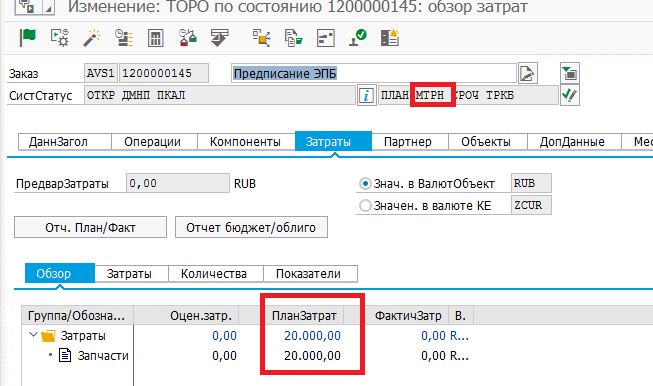 Изменение: ТОРО по состоянию 1200000145: обзор затрат
Заказ AVS1 1200000145 Предписание ЭПБ
СистСтатус ОТКР ДМНП ПКАЛ ПЛАН МТРН СРОЧ ТРКБ
ДаннЗагол Операции Компоненты Затраты Партнер Объекты ДопДанные Мес
ПредварЗатраты 0,00 RUB Знач. в ВалютОбъект RUB
Значен. в валюте КЕ ZCUR
Отч. План/Факт Отчет бюджет/облиго
Обзор Затраты Количества Показатели
Группа/Обозна... Оцен.затр. ПланЗатрат ФактичЗатр В.
Затраты 0,00 20.000,00 0,00 R...
Запчасти 0,00 20.000,00 0,00 R...